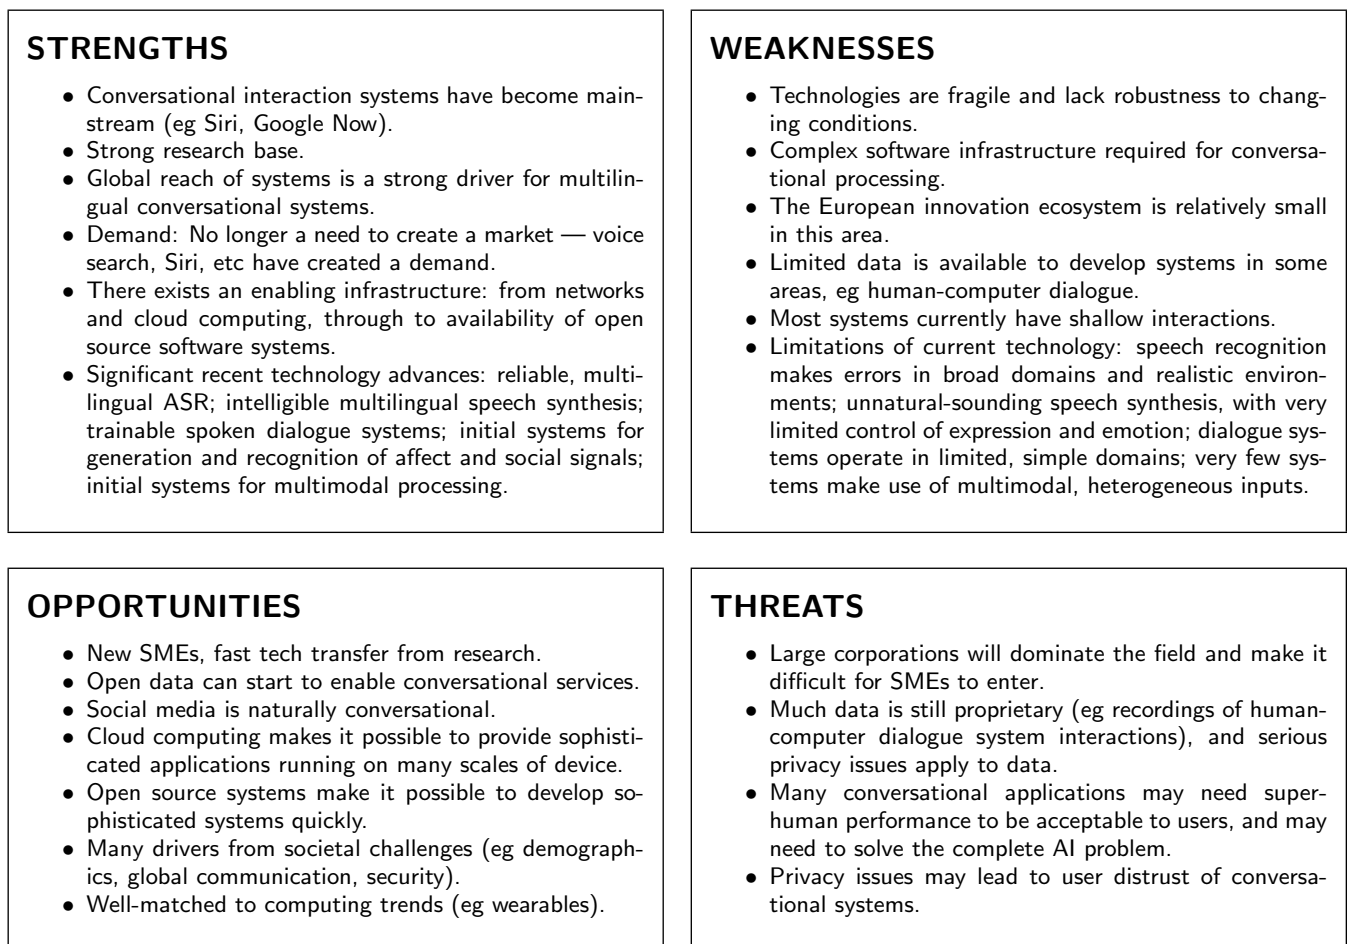 STRENGTHS
• Conversational interaction systems have become main-
stream (eg Siri, Google Now).
• Strong research base.
• Global reach of systems is a strong driver for multilin-
gual conversational systems.
• Demand: No longer a need to create a market — voice
search, Siri, etc have created a demand.
• There exists an enabling infrastructure: from networks
and cloud computing, through to availability of open
source software systems.
• Significant recent technology advances: reliable, multi-
lingual ASR; intelligible multilingual speech synthesis;
trainable spoken dialogue systems; initial systems for
generation and recognition of affect and social signals;
initial systems for multimodal processing.
WEAKNESSES
• Technologies are fragile and lack robustness to chang-
ing conditions.
• Complex software infrastructure required for conversa-
tional processing.
• The European innovation ecosystem is relatively small
in this area.
• Limited data is available to develop systems in some
areas, eg human-computer dialogue.
• Most systems currently have shallow interactions.
• Limitations of current technology: speech recognition
makes errors in broad domains and realistic environ-
ments; unnatural-sounding speech synthesis, with very
limited control of expression and emotion; dialogue sys-
tems operate in limited, simple domains; very few sys-
tems make use of multimodal, heterogeneous inputs.
OPPORTUNITIES
• New SMEs, fast tech transfer from research.
• Open data can start to enable conversational services.
• Social media is naturally conversational.
• Cloud computing makes it possible to provide sophisti-
cated applications running on many scales of device.
• Open source systems make it possible to develop so-
phisticated systems quickly.
• Many drivers from societal challenges (eg demograph-
ics, global communication, security).
• Well-matched to computing trends (eg wearables).
THREATS
• Large corporations will dominate the field and make it
difficult for SMEs to enter.
• Much data is still proprietary (eg recordings of human-
computer dialogue system interactions), and serious
privacy issues apply to data.
• Many conversational applications may need super-
human performance to be acceptable to users, and may
need to solve the complete AI problem.
• Privacy issues may lead to user distrust of conversa-
tional systems.